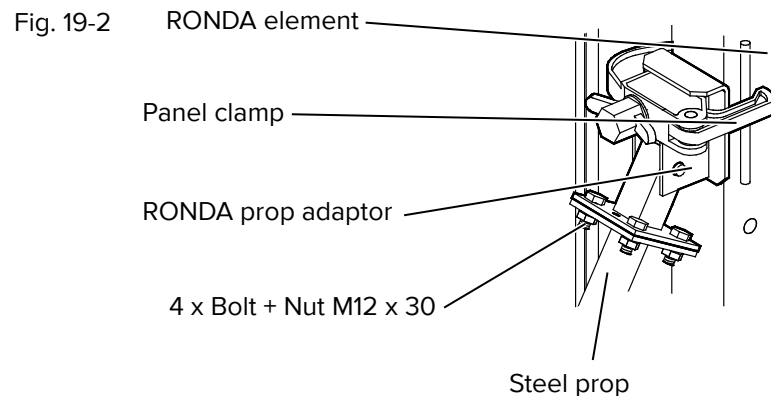 Fig. 19-2 RONDA element
Panel clamp
RONDA prop adaptor
4 x Bolt + Nut M12 x 30
Steel prop